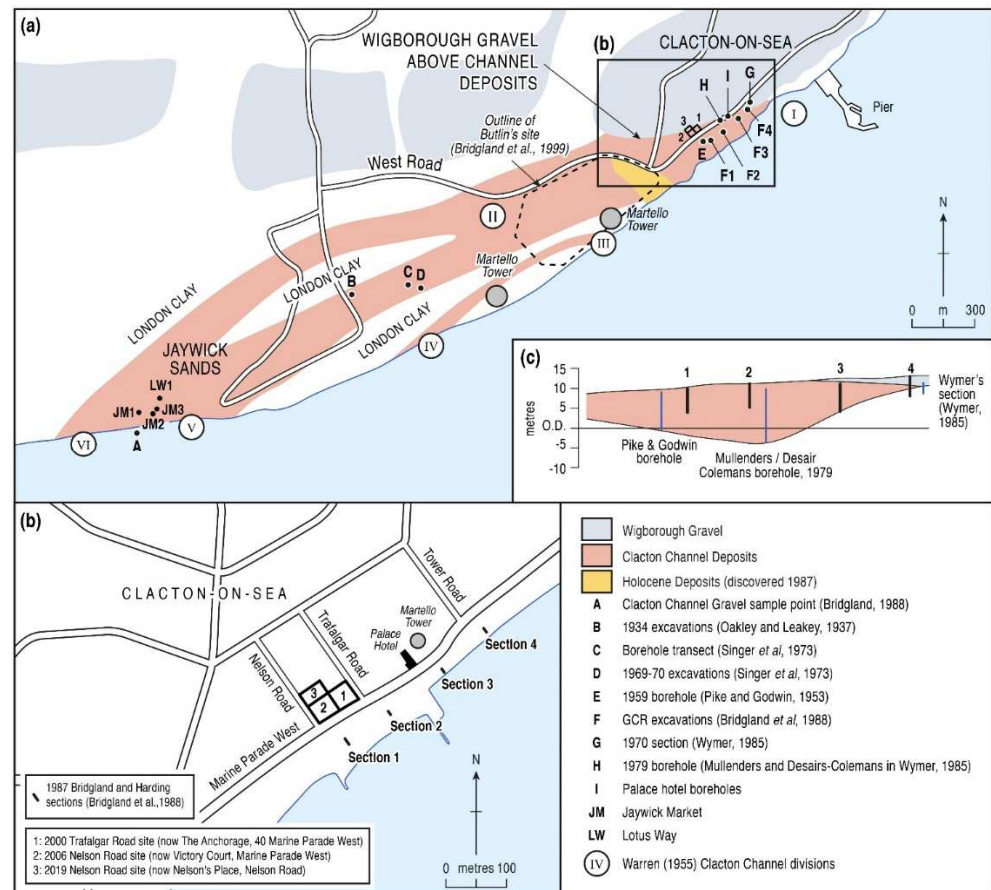 (a)
WIGBOROUGH GRAVEL
ABOVE CHANNEL
DEPOSITS
CLACTON-ON-SEA
(b)
H
I
G
3
1
2
I
Pier
F4
F3
E
F1
F2
Outline of
Butlin's site
(Bridgland et al., 1999)
West Road
II
Martello
Tower
III
N
Martello
Tower
C
D
B
LONDON CLAY
LONDON CLAY
LONDON CLAY
IV
0 m 300
JAYWICK
SANDS
LW1
JM1
JM3
JM2
V
VI
A
(c)
metres
15
10
5
O.D.
-5
-10
1
2
3
4
Wymer's
section
(Wymer,
1985)
Pike & Godwin
borehole
Mullenders / Desair
Colemans borehole, 1979
(b)
CLACTON-ON-SEA
Tower Road
Trafalgar Road
Martello
Tower
Palace
Hotel
Nelson Road
3
1
2
Marine Parade West
Section 4
Section 3
Section 2
Section 1
N
0 metres 100
1987 Bridgland and Harding
sections (Bridgland et al.,1988)
1: 2000 Trafalgar Road site (now The Anchorage, 40 Marine Parade West)
2: 2006 Nelson Road site (now Victory Court, Marine Parade West)
3: 2019 Nelson Road site (now Nelson's Place, Nelson Road)
Wigborough Gravel
Clacton Channel Deposits
Holocene Deposits (discovered 1987)
A Clacton Channel Gravel sample point (Bridgland, 1988)
B 1934 excavations (Oakley and Leakey, 1937)
C Borehole transect (Singer et al, 1973)
D 1969-70 excavations (Singer et al, 1973)
E 1959 borehole (Pike and Godwin, 1953)
F GCR excavations (Bridgland et al, 1988)
G 1970 section (Wymer, 1985)
H 1979 borehole (Mullenders and Desairs-Colemans in Wymer, 1985)
I Palace hotel boreholes
JM Jaywick Market
LW Lotus Way
IV Warren (1955) Clacton Channel divisions